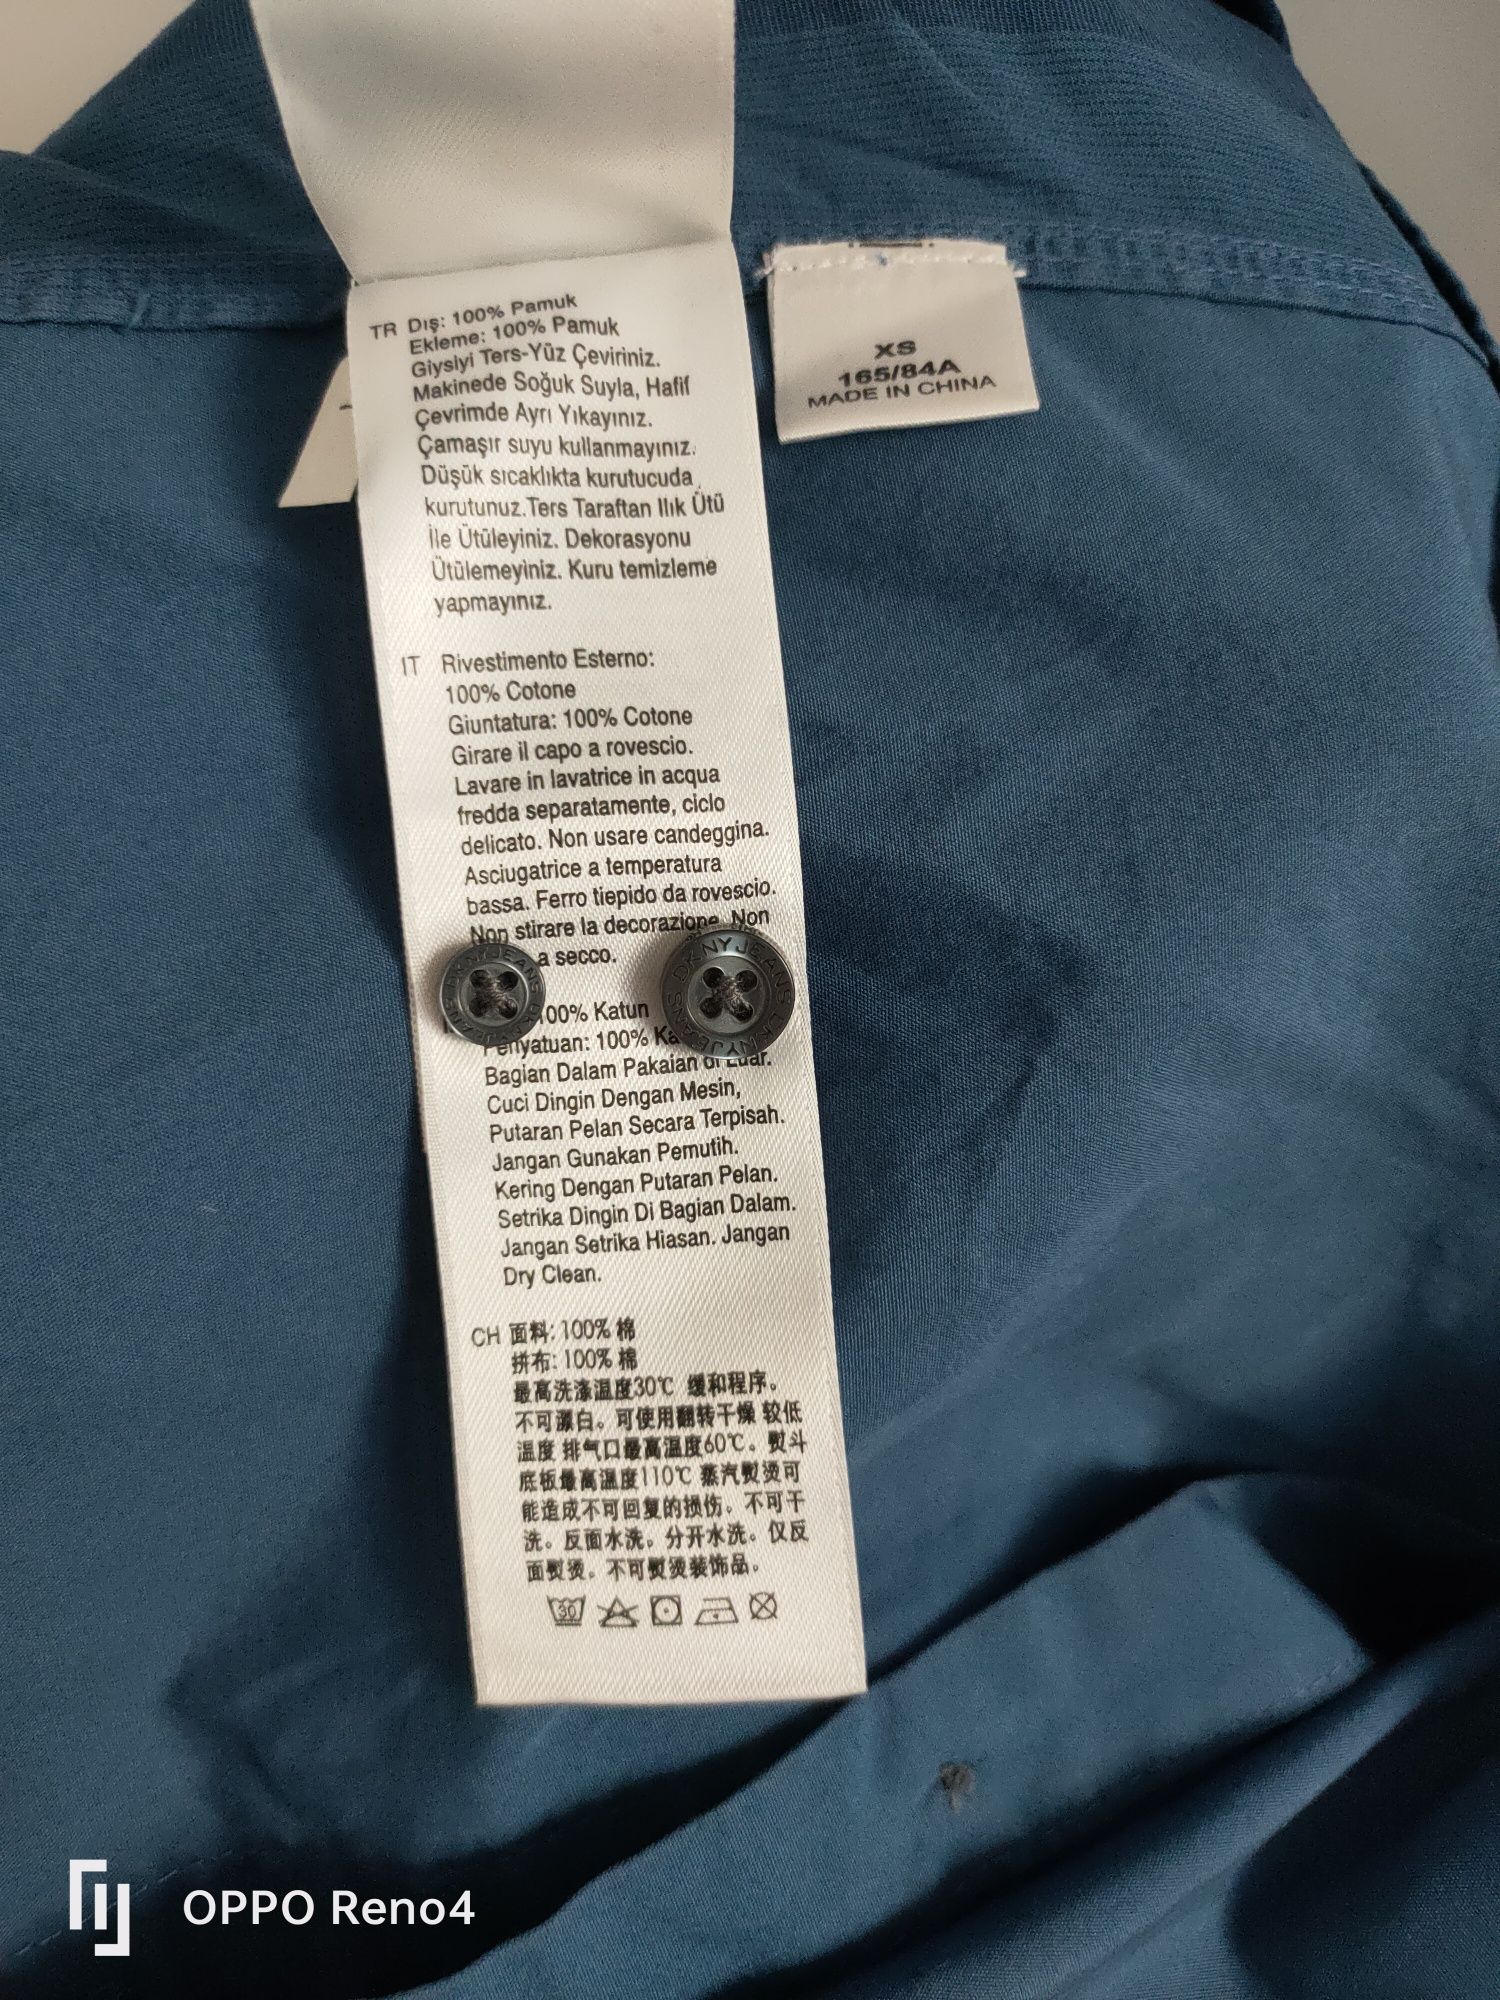 TR Dış: 100% Pamuk
Ekleme: 100% Pamuk
Giysiyi Ters-Yüz Çeviriniz.
Makinede Soğuk Suyla, Hafif
Çevrimde Ayrı Yıkayınız.
Çamaşır suyu kullanmayınız.
Düşük sıcaklıkta kurutucuda
kurutunuz.Ters Taraftan Ilık Ütü
İle Ütüleyiniz. Dekorasyonu
Ütülemeyiniz. Kuru temizleme
yapmayınız.
IT Rivestimento Esterno:
100% Cotone
Giuntatura: 100% Cotone
Girare il capo a rovescio.
Lavare in lavatrice in acqua
fredda separatamente, ciclo
delicato. Non usare candeggina.
Asciugatrice a temperatura
bassa. Ferro tiepido da rovescio.
Non stirare la decorazione. Non
a secco.
100% Katun
Penyatuan: 100%
Bagian Dalam Pakaian di Luar.
Cuci Dingin Dengan Mesin,
Putaran Pelan Secara Terpisah.
Jangan Gunakan Pemutih.
Kering Dengan Putaran Pelan.
Setrika Dingin Di Bagian Dalam.
Jangan Setrika Hiasan. Jangan
Dry Clean.
CH 面料: 100% 棉
拼布: 100% 棉
最高洗涤温度30℃ 缓和程序。
不可漂白。可使用翻转干燥 较低
温度 排气口最高温度60℃。熨斗
底板最高温度110℃ 蒸汽熨烫可
能造成不可回复的损伤。不可干
洗。反面水洗。分开水洗。仅反
面熨烫。不可熨烫装饰品。
30
XS
165/84A
MADE IN CHINA
DKNY JEANS
DKNY JEANS DKNY JEANS
OPPO Reno4